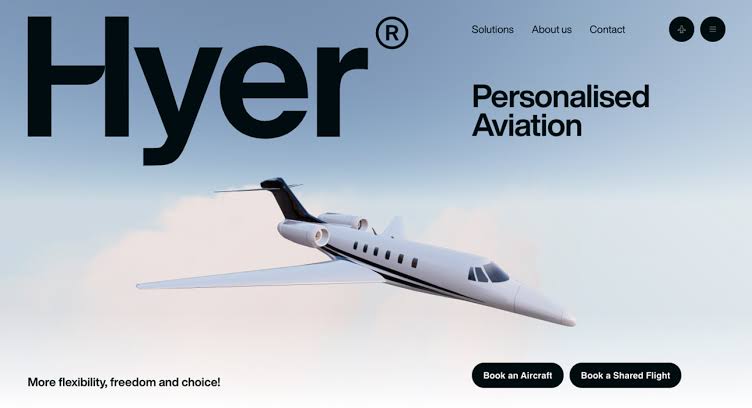 Hyer®
Solutions About us Contact
Personalised
Aviation
More flexibility, freedom and choice!
Book an Aircraft Book a Shared Flight